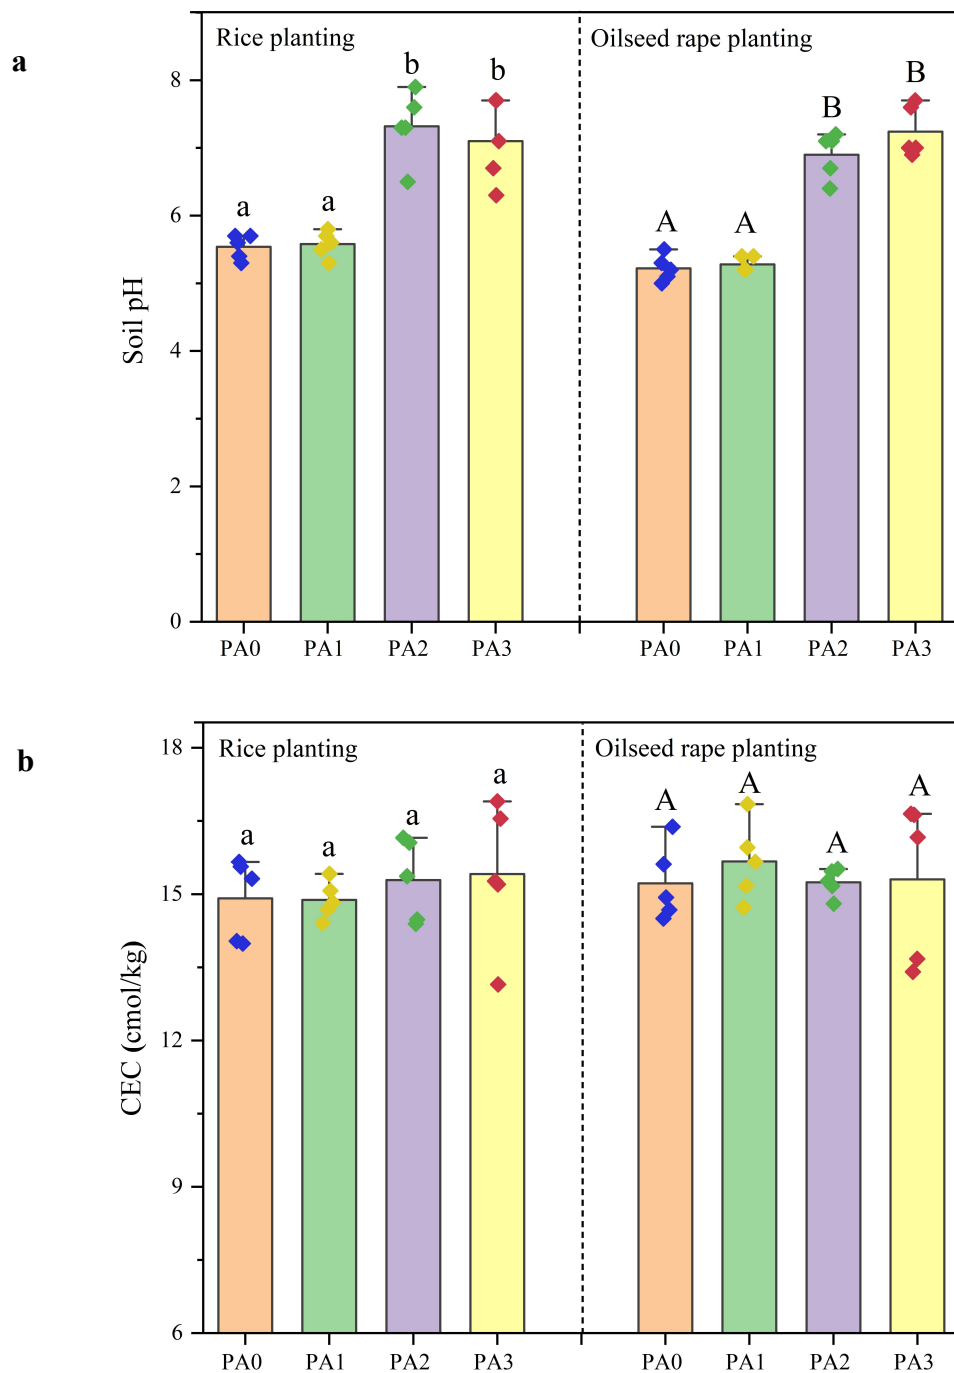 a
Rice planting
Oilseed rape planting
b
b
B
B
a
a
A
A
Soil pH
8
6
4
2
0
PA0 PA1 PA2 PA3 PA0 PA1 PA2 PA3
b
Rice planting
Oilseed rape planting
a
a
a
a
A
A
A
A
CEC (cmol/kg)
18
15
12
9
6
PA0 PA1 PA2 PA3 PA0 PA1 PA2 PA3